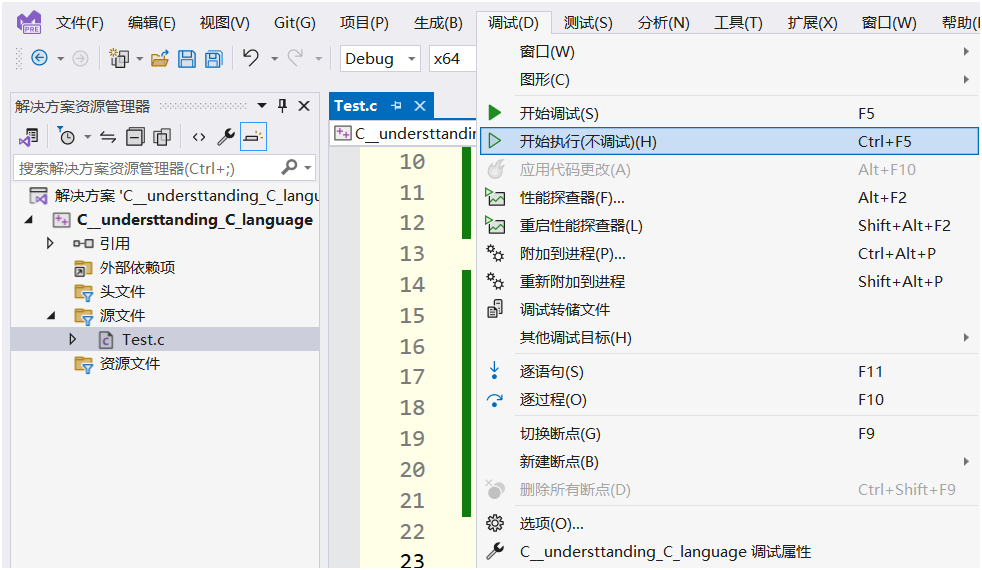 PRE
文件(F) 编辑(E) 视图(V) Git(G) 项目(P) 生成(B) 调试(D) 测试(S) 分析(N) 工具(T) 扩展(X) 窗口(W) 帮助(
Debug x64
解决方案资源管理器
搜索解决方案资源管理器(Ctrl+;)
解决方案 'C__understtanding_C_langu
C__understtanding_C_language
引用
外部依赖项
头文件
源文件
Test.c
资源文件
Test.c
C__understtandin
10
11
12
13
14
15
16
17
18
19
20
21
22
23
窗口(W)
图形(C)
开始调试(S) F5
开始执行(不调试)(H) Ctrl+F5
应用代码更改(A) Alt+F10
性能探查器(F)... Alt+F2
重启性能探查器(L) Shift+Alt+F2
附加到进程(P)... Ctrl+Alt+P
重新附加到进程 Shift+Alt+P
调试转储文件
其他调试目标(H)
逐语句(S) F11
逐过程(O) F10
切换断点(G) F9
新建断点(B)
删除所有断点(D) Ctrl+Shift+F9
选项(O)...
C__understtanding_C_language 调试属性